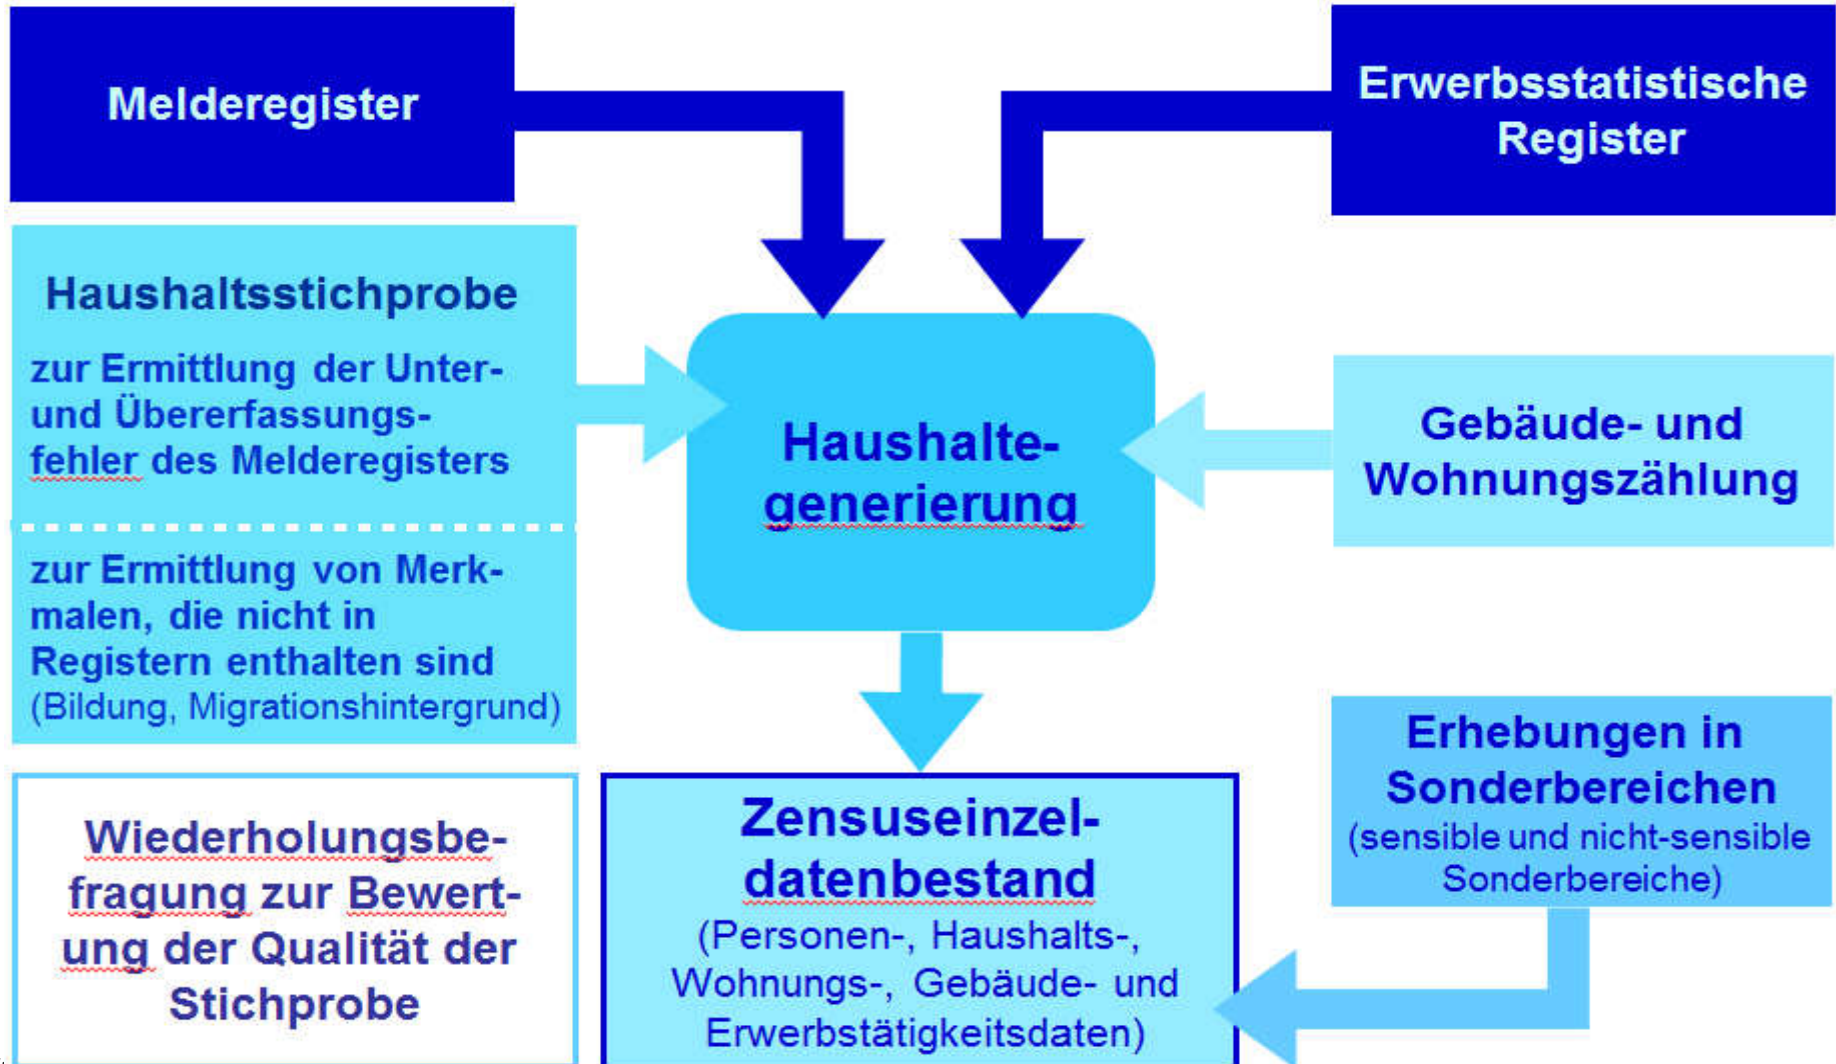 Melderegister
Erwerbsstatistische
Register
Haushaltsstichprobe
zur Ermittlung der Unter-
und Übererfassungs-
fehler des Melderegisters
zur Ermittlung von Merk-
malen, die nicht in
Registern enthalten sind
(Bildung, Migrationshintergrund)
Haushalte-
generierung
Gebäude- und
Wohnungszählung
Wiederholungsbe-
fragung zur Bewert-
ung der Qualität der
Stichprobe
Zensuseinzel-
datenbestand
(Personen-, Haushalts-,
Wohnungs-, Gebäude- und
Erwerbstätigkeitsdaten)
Erhebungen in
Sonderbereichen
(sensible und nicht-sensible
Sonderbereiche)